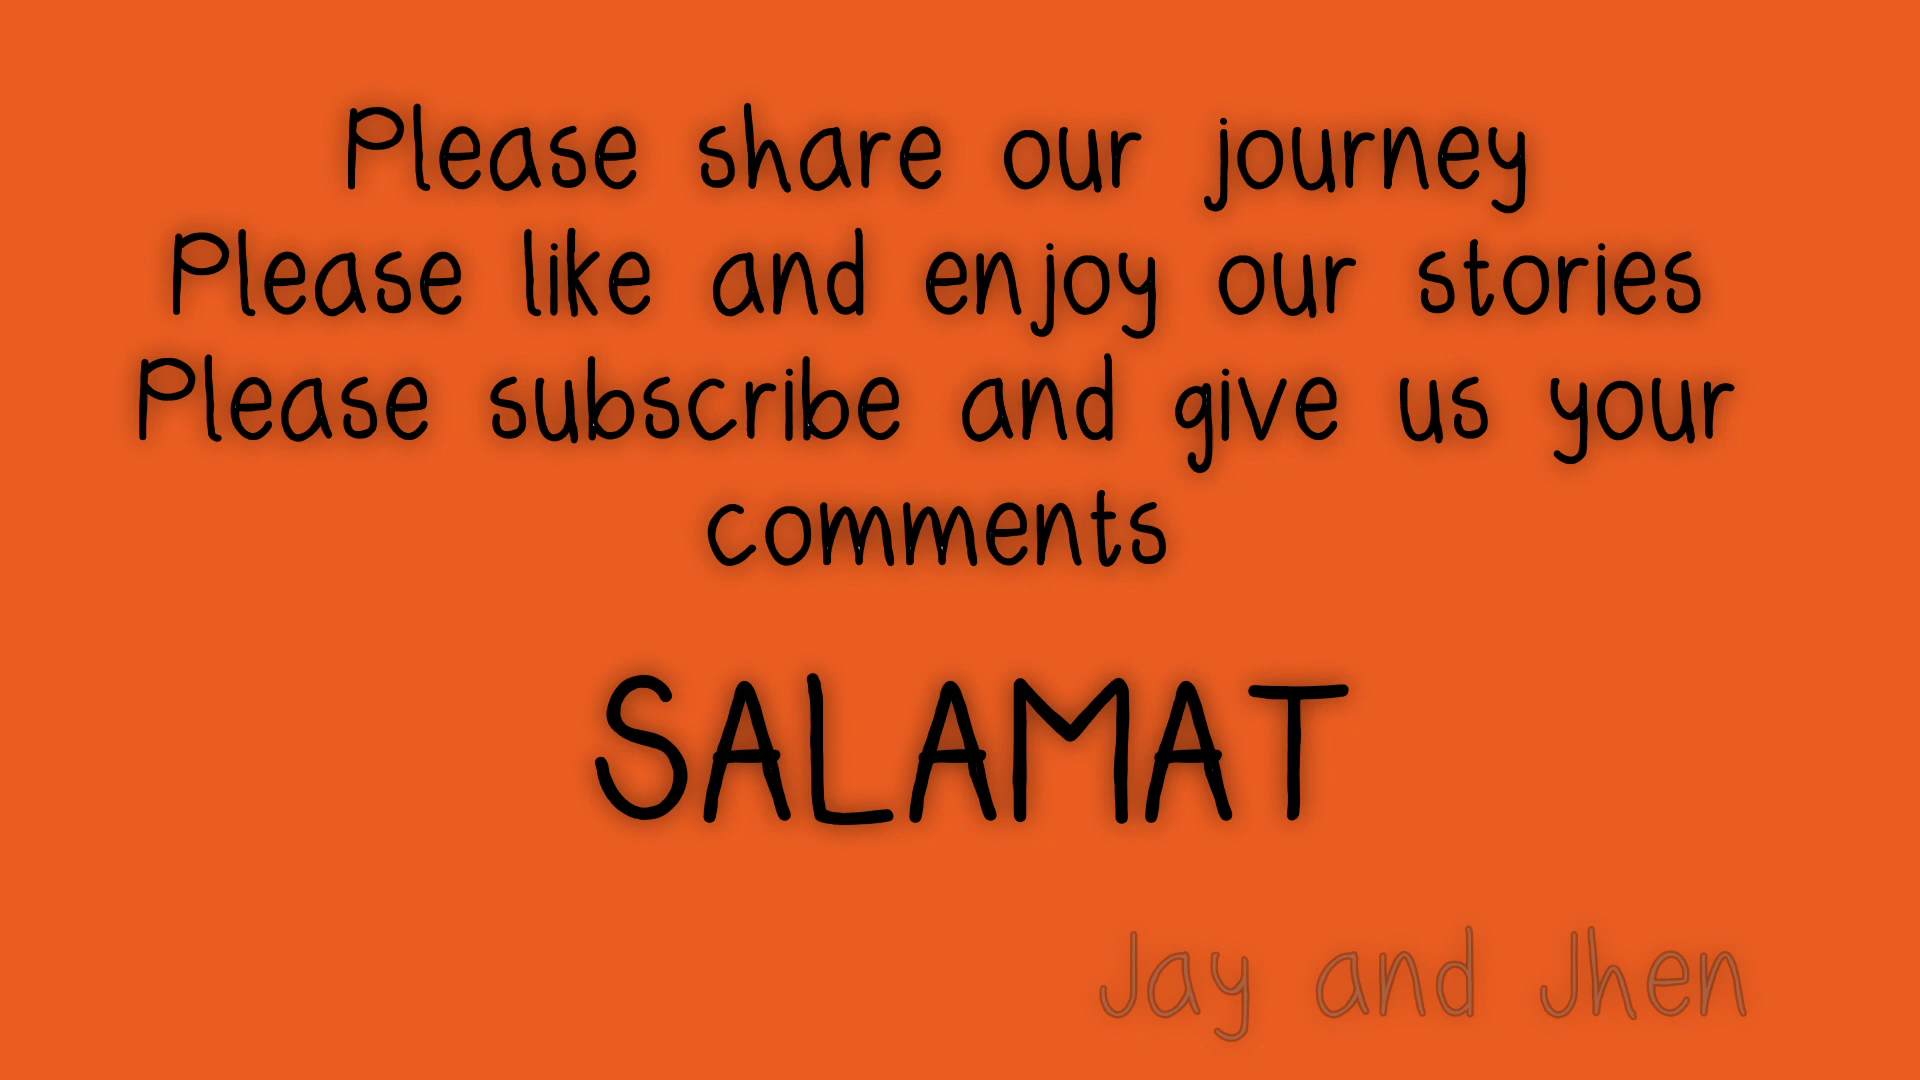 Please share our journey
Please like and enjoy our stories
Please subscribe and give us your
comments
SALAMAT
Jay and Jhen